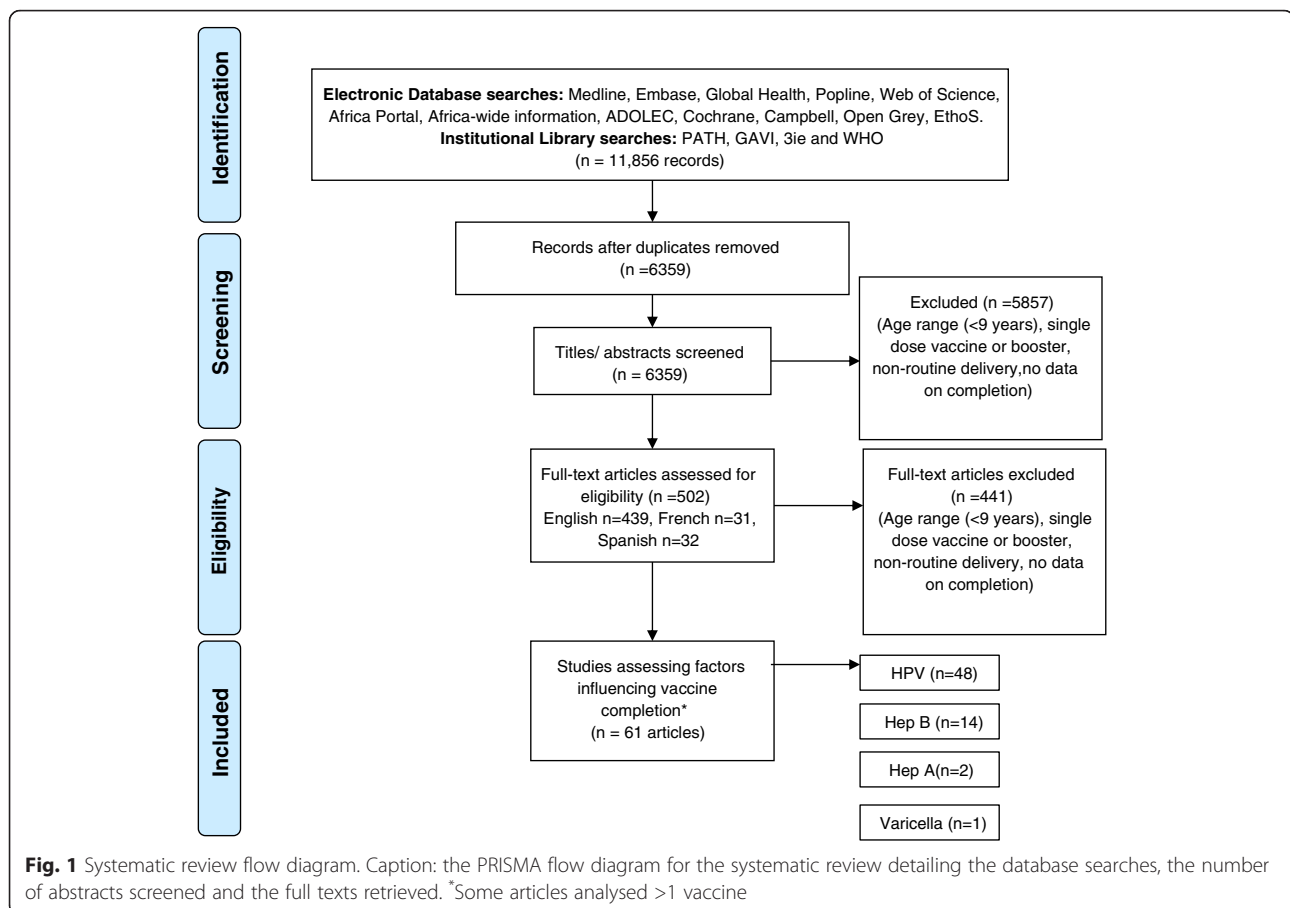 Identification
Electronic Database searches: Medline, Embase, Global Health, Popline, Web of Science,
Africa Portal, Africa-wide information, ADOLEC, Cochrane, Campbell, Open Grey, EthoS.
Institutional Library searches: PATH, GAVI, 3ie and WHO
(n = 11,856 records)
Records after duplicates removed
(n =6359)
Screening
Titles/ abstracts screened
(n = 6359)
Excluded (n =5857)
(Age range (<9 years), single
dose vaccine or booster,
non-routine delivery,no data
on completion)
Eligibility
Full-text articles assessed for
eligibility (n =502)
English n=439, French n=31,
Spanish n=32
Full-text articles excluded
(n =441)
(Age range (<9 years), single
dose vaccine or booster,
non-routine delivery, no data
on completion)
Included
Studies assessing factors
influencing vaccine
completion*
(n = 61 articles)
HPV (n=48)
Hep B (n=14)
Hep A(n=2)
Varicella (n=1)
Fig. 1 Systematic review flow diagram. Caption: the PRISMA flow diagram for the systematic review detailing the database searches, the number
of abstracts screened and the full texts retrieved. *Some articles analysed >1 vaccine